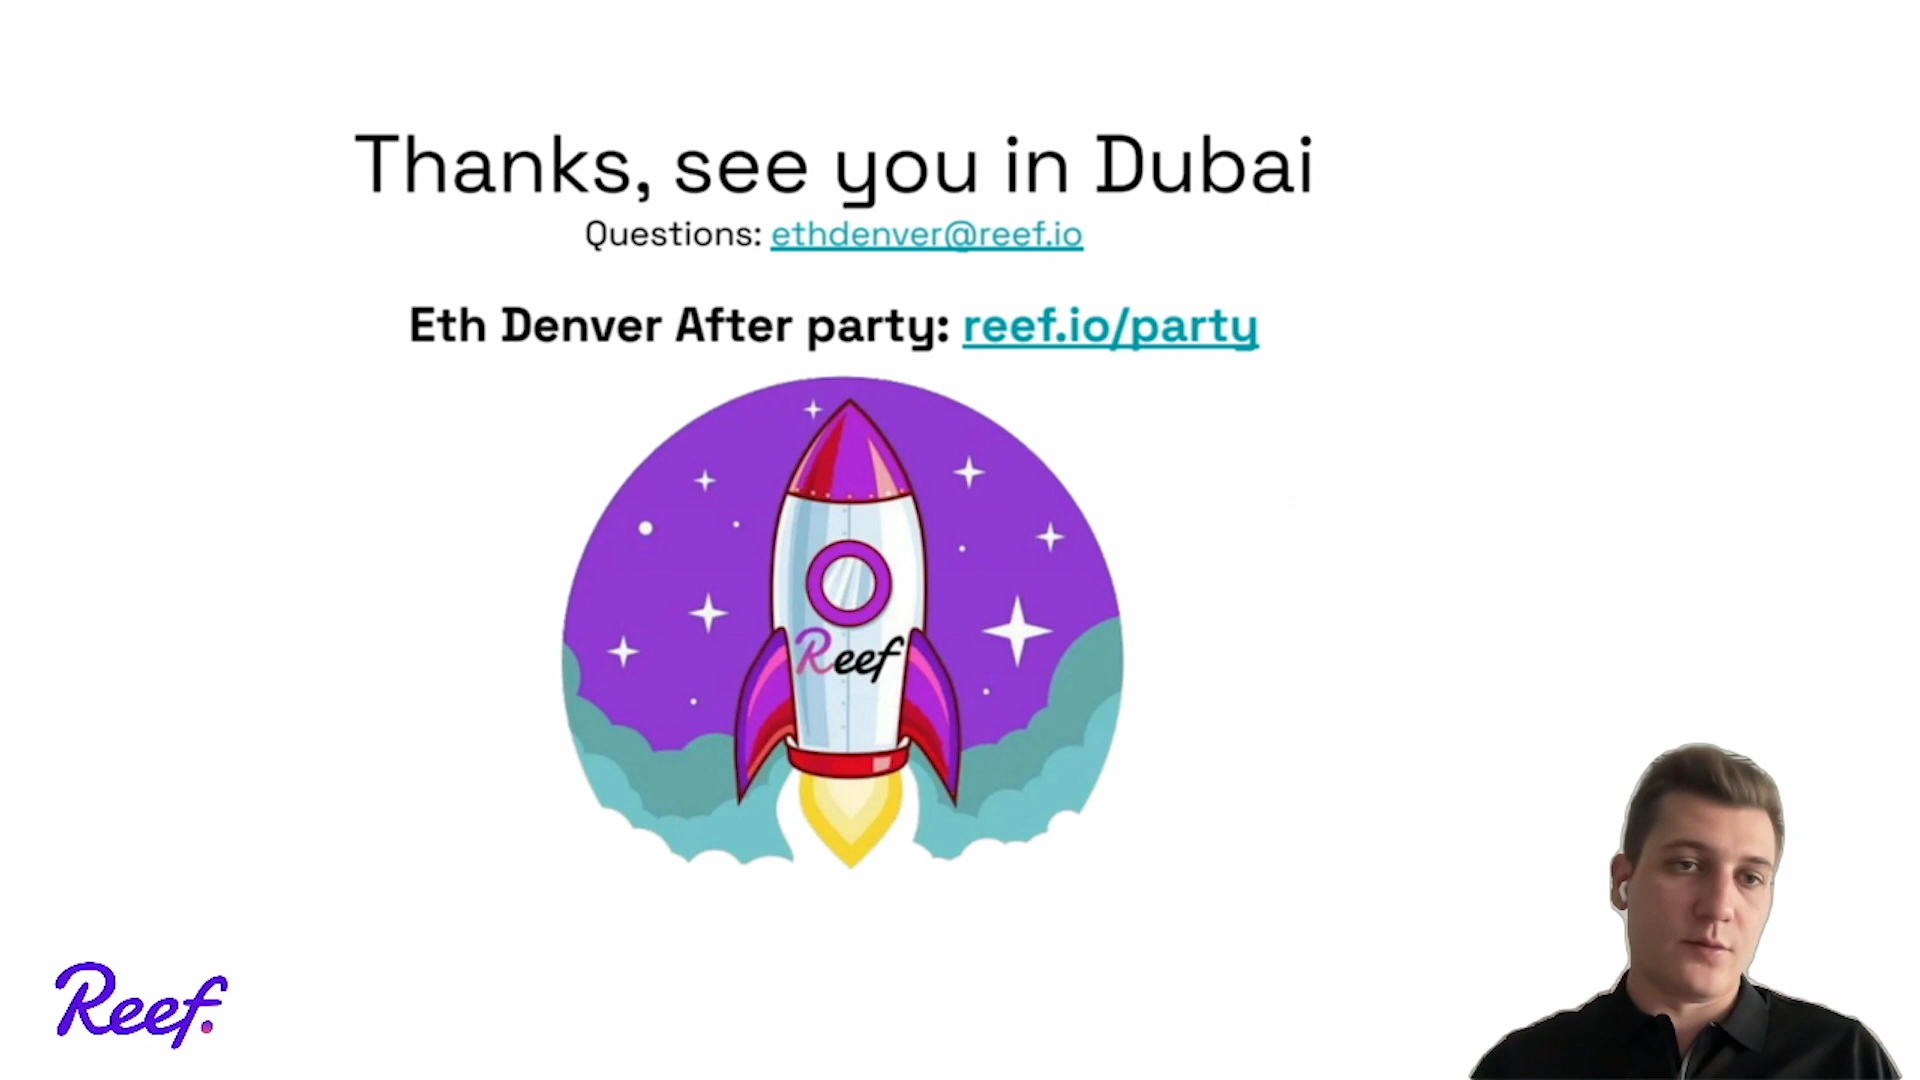 Thanks, see you in Dubai
Questions: ethdenver@reef.io
Eth Denver After party: reef.io/party
Reef
Reef.